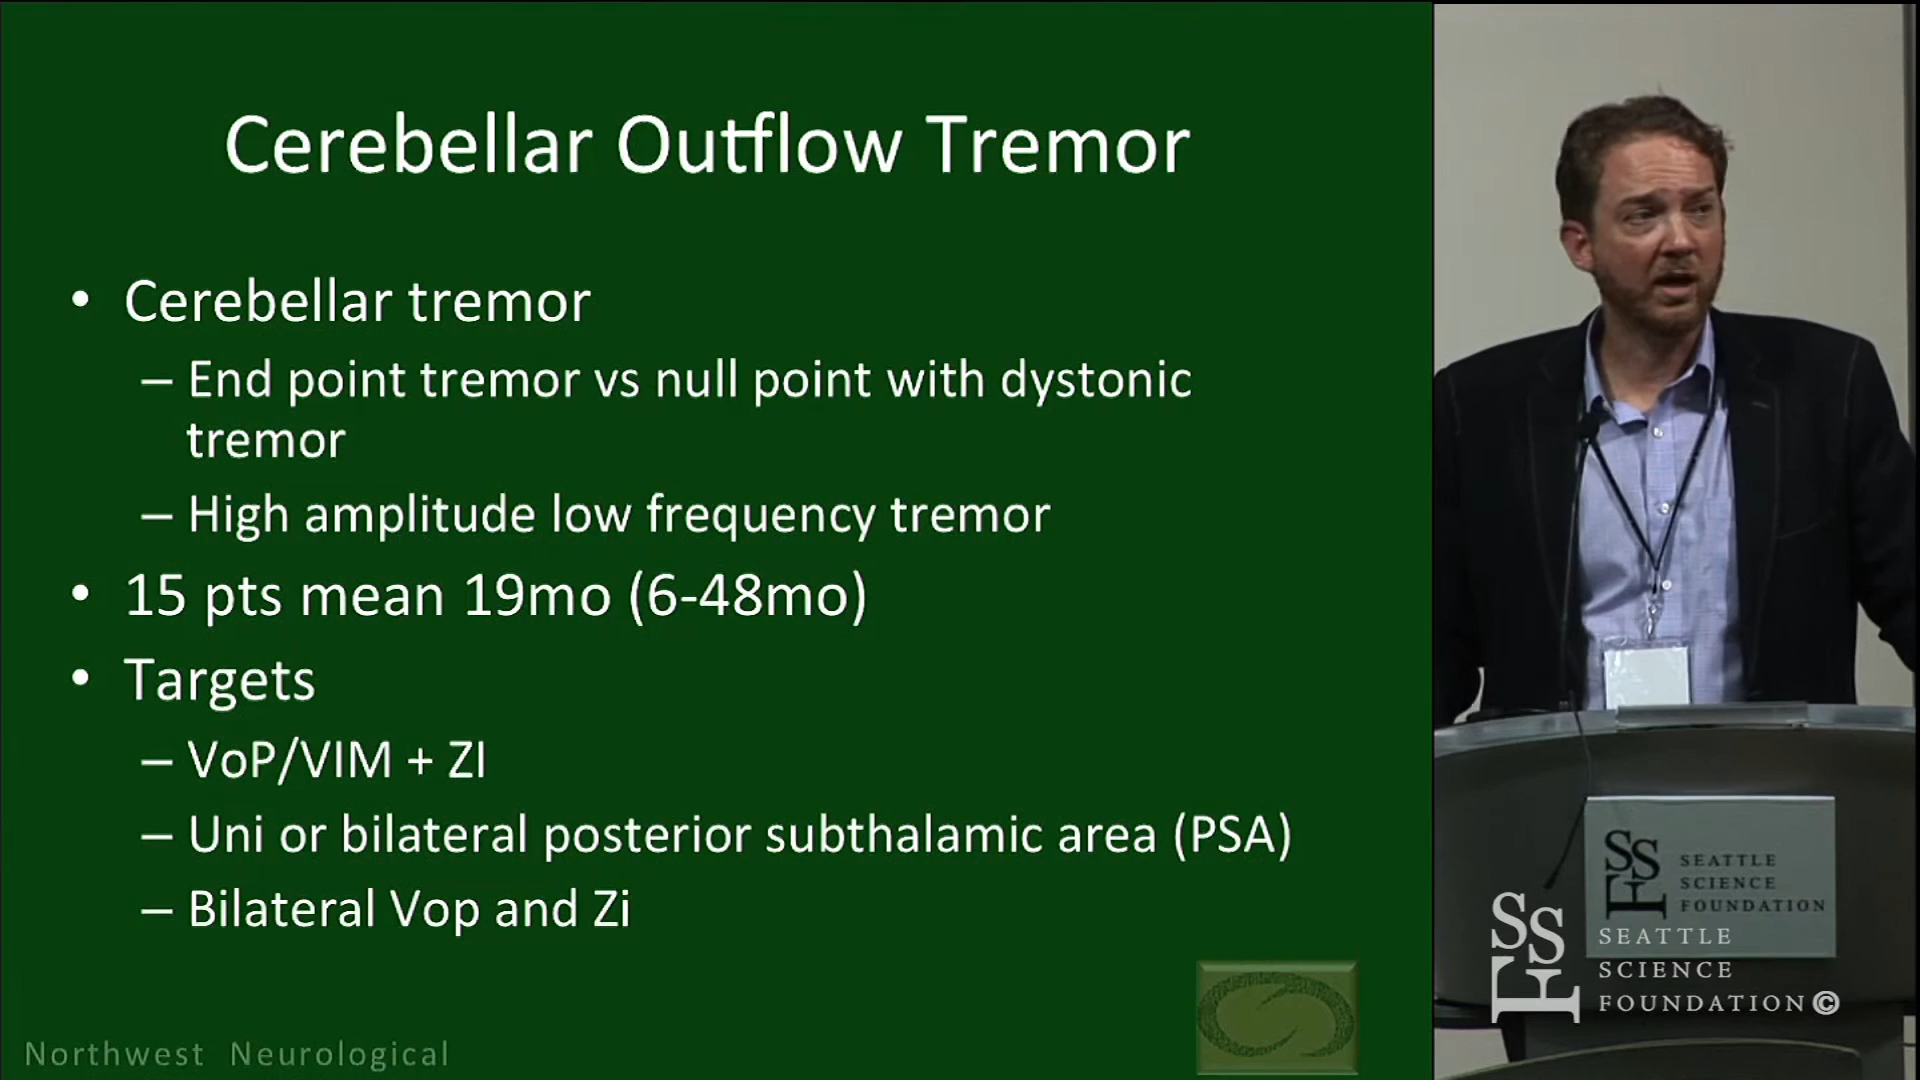 Cerebellar Outflow Tremor
• Cerebellar tremor
– End point tremor vs null point with dystonic
tremor
– High amplitude low frequency tremor
• 15 pts mean 19mo (6-48mo)
• Targets
– VoP/VIM + ZI
– Uni or bilateral posterior subthalamic area (PSA)
– Bilateral Vop and Zi
Northwest Neurological
SSF
SEATTLE
SCIENCE
FOUNDATION
SSF
SEATTLE
SCIENCE
FOUNDATION©